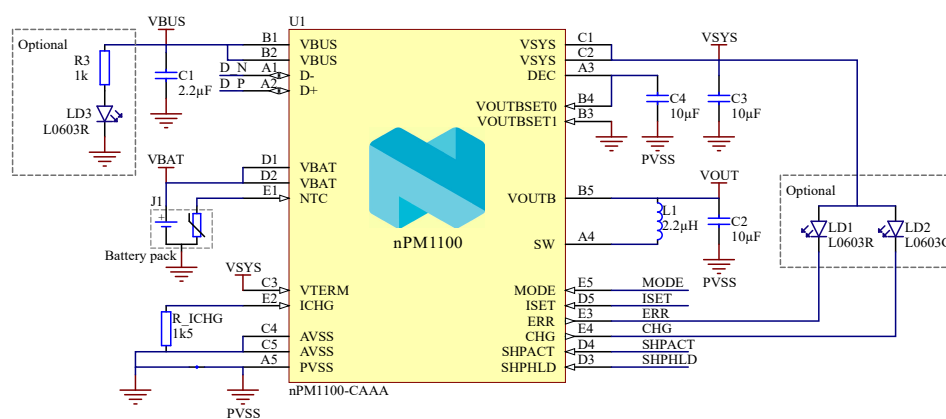 U1
VBUS
Optional
R3
1k
LD3
L0603R
C1
2.2µF
B1 VBUS
B2 VBUS
D_N A1 D-
D_P A2 D+
VBAT
D1 VBAT
D2 VBAT
E1 NTC
J1
+
Battery pack
VSYS
C3 VTERM
E2 ICHG
R_ICHG
1k5
C4 AVSS
C5 AVSS
A5 PVSS
PVSS
nPM1100
nPM1100-CAAA
VSYS C1
VSYS C2
DEC A3
VOUTBSET0 B4
VOUTBSET1 B3
C4
10µF
PVSS
VSYS
C3
10µF
VOUTB B5
SW A4
L1
2.2µH
VOUT
C2
10µF
PVSS
Optional
LD1
L0603R
LD2
L0603G
MODE E5 MODE
ISET D5 ISET
ERR E3 ERR
CHG E4 CHG
SHPACT D4 SHPACT
SHPHLD D3 SHPHLD